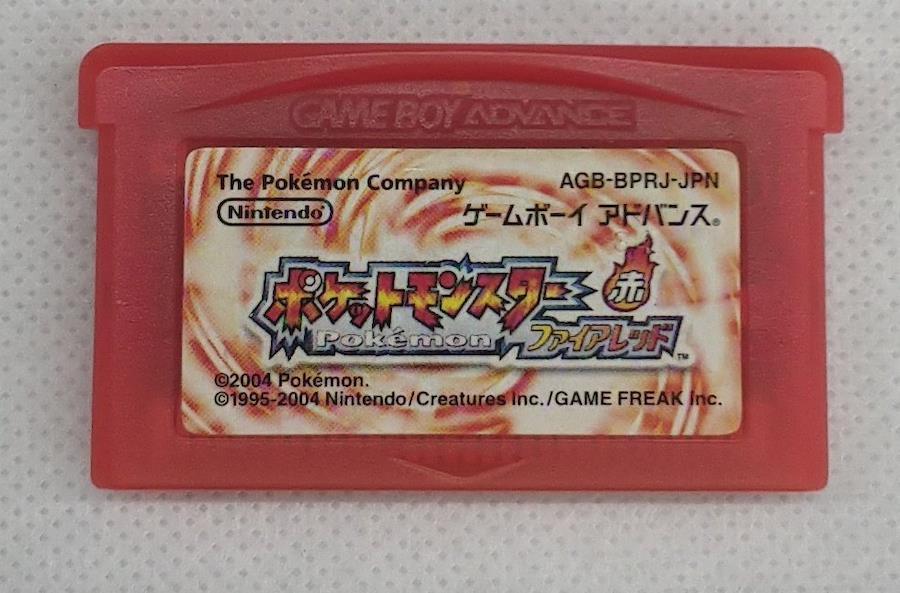 GAME BOY ADVANCE
The Pokémon Company
AGB-BPRJ-JPN
Nintendo®
ゲームボーイ アドバンス®
ポケットモンスター
赤
Pokémon
ファイアレッド™
©2004 Pokémon.
©1995-2004 Nintendo/Creatures inc./GAME FREAK inc.